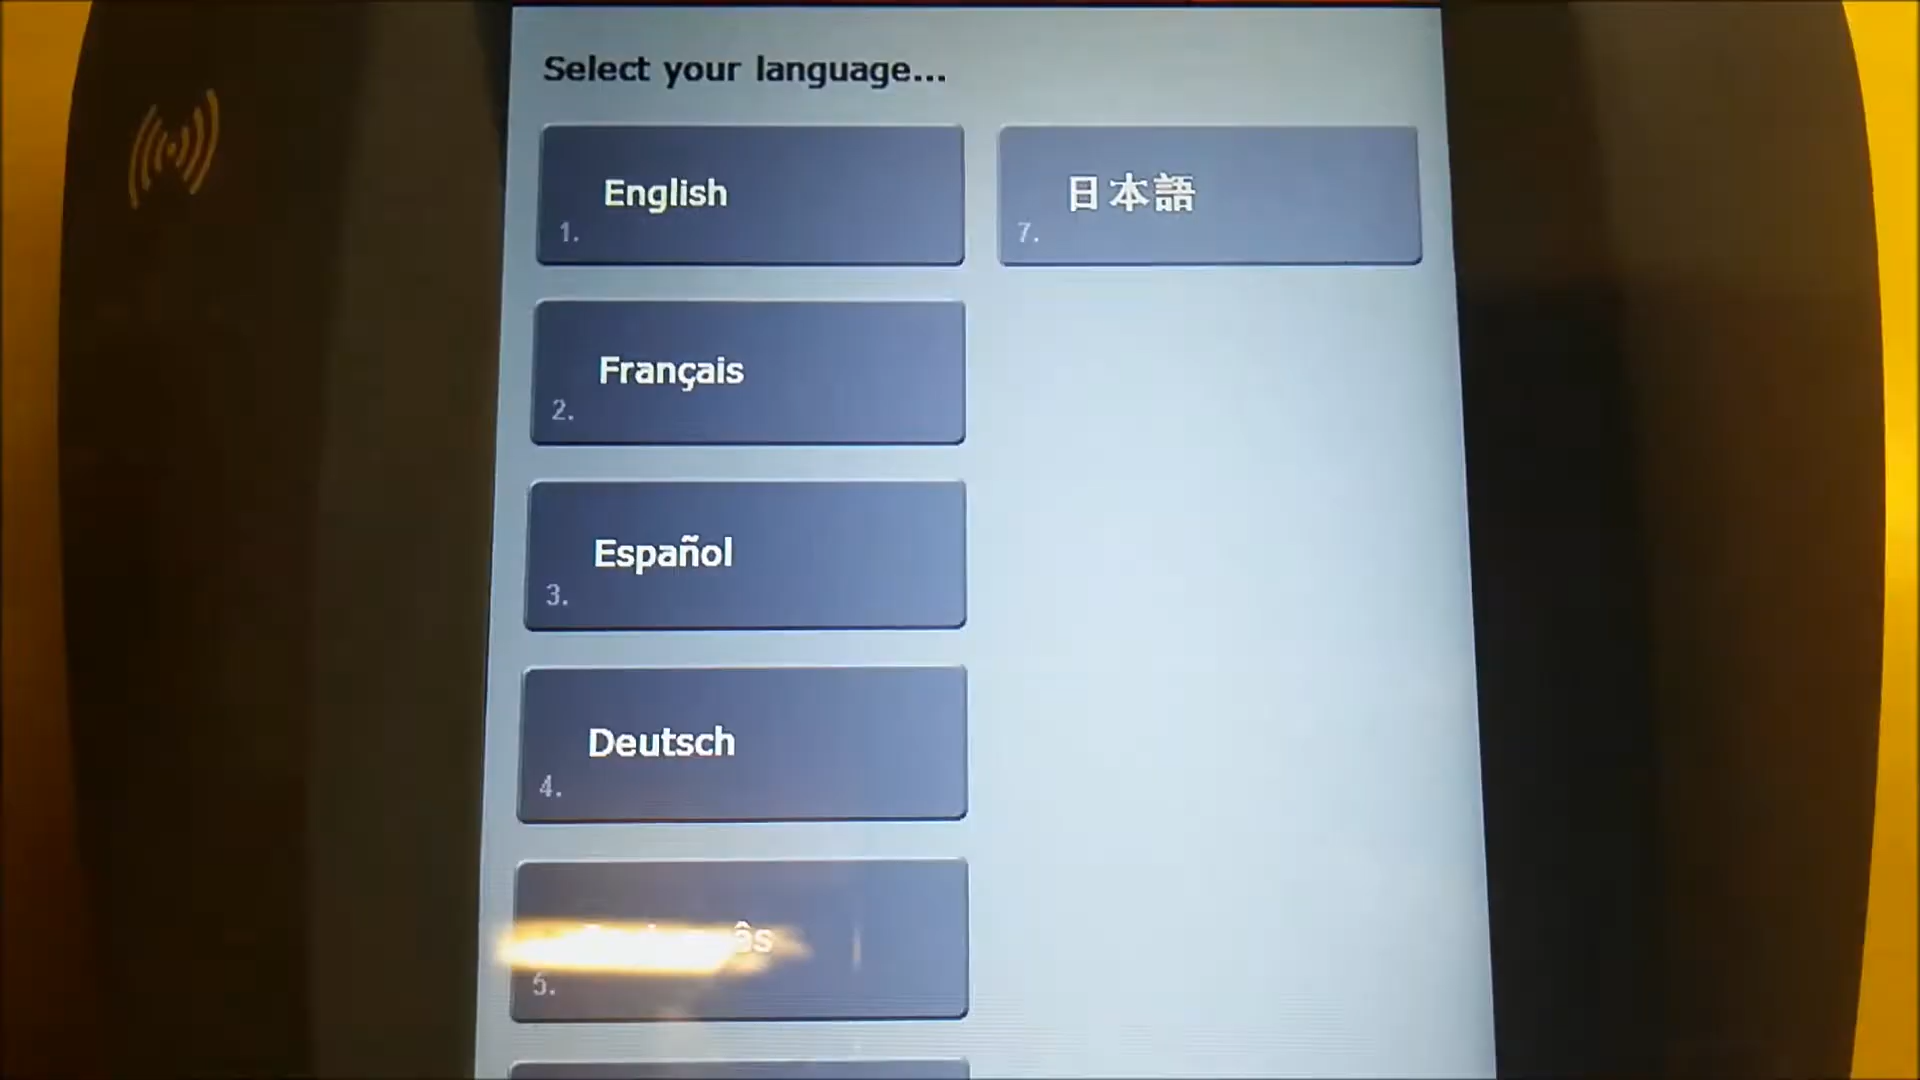 Select your language...
English
1.
日本語
7.
Français
2.
Español
3.
Deutsch
4.
5.